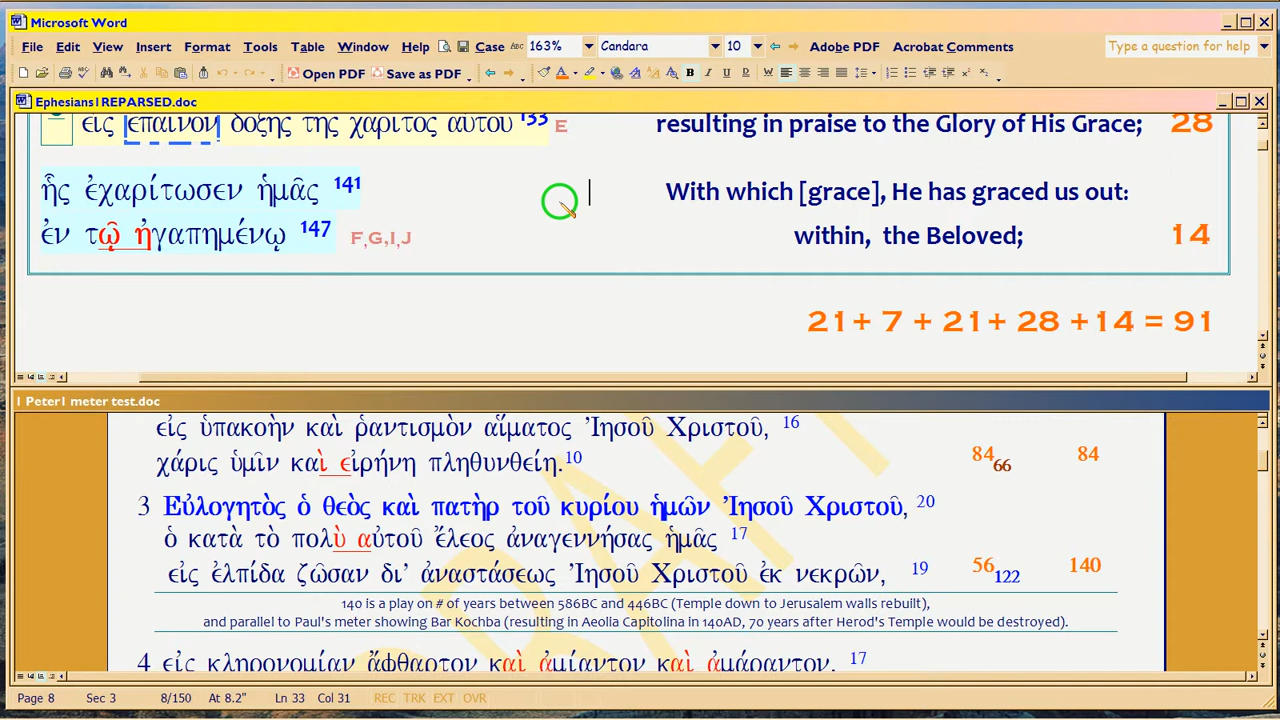 Microsoft Word
File Edit View Insert Format Tools Table Window Help Case 163% Candara 10 Adobe PDF Acrobat Comments Type a question for help
Open PDF Save as PDF
Ephesians1REPARSED.doc
εἰς ἔπαινον δόξης τῆς χάριτος αὐτοῦ 133 E resulting in praise to the Glory of His Grace; 28
ἧς ἐχαρίτωσεν ἡμᾶς 141 With which [grace], He has graced us out:
ἐν τῷ ἠγαπημένῳ 147 F,G,I,J within, the Beloved; 14
21+ 7 + 21+ 28 +14 = 91
1 Peter1 meter test.doc
εἰς ὑπακοὴν καὶ ῥαντισμὸν αἵματος Ἰησοῦ Χριστοῦ, 16
χάρις ὑμῖν καὶ εἰρήνη πληθυνθείη. 10 84 66 84
3 Εὐλογητὸς ὁ θεὸς καὶ πατὴρ τοῦ κυρίου ἡμῶν Ἰησοῦ Χριστοῦ, 20
ὁ κατὰ τὸ πολὺ αὐτοῦ ἔλεος ἀναγεννήσας ἡμᾶς 17
εἰς ἐλπίδα ζῶσαν δι’ ἀναστάσεως Ἰησοῦ Χριστοῦ ἐκ νεκρῶν, 19 56 122 140
140 is a play on # of years between 586BC and 446BC (Temple down to Jerusalem walls rebuilt),
and parallel to Paul's meter showing Bar Kochba (resulting in Aeolia Capitolina in 140AD, 70 years after Herod's Temple would be destroyed).
4 εἰς κληρονομίαν ἄφθαρτον καὶ ἀμίαντον καὶ ἀμάραντον, 17
Page 8 Sec 3 8/150 At 8.2" Ln 33 Col 31 REC TRK EXT OVR